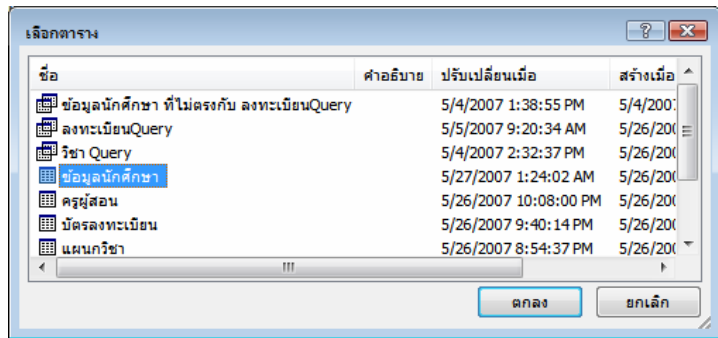 เลือกตาราง
ชื่อ คำอธิบาย ปรับเปลี่ยนเมื่อ สร้างเมื่อ
ข้อมูลนักศึกษา ที่ไม่ตรงกับ ลงทะเบียนQuery 5/4/2007 1:38:55 PM 5/4/200
ลงทะเบียนQuery 5/5/2007 9:20:34 AM 5/26/20
วิชา Query 5/4/2007 2:32:37 PM 5/26/20
ข้อมูลนักศึกษา 5/27/2007 1:24:02 AM 5/26/20
ครูผู้สอน 5/26/2007 10:08:00 PM 5/26/20
บัตรลงทะเบียน 5/26/2007 9:40:14 PM 5/26/20
แผนกวิชา 5/26/2007 8:54:37 PM 5/26/20
ตกลง ยกเลิก